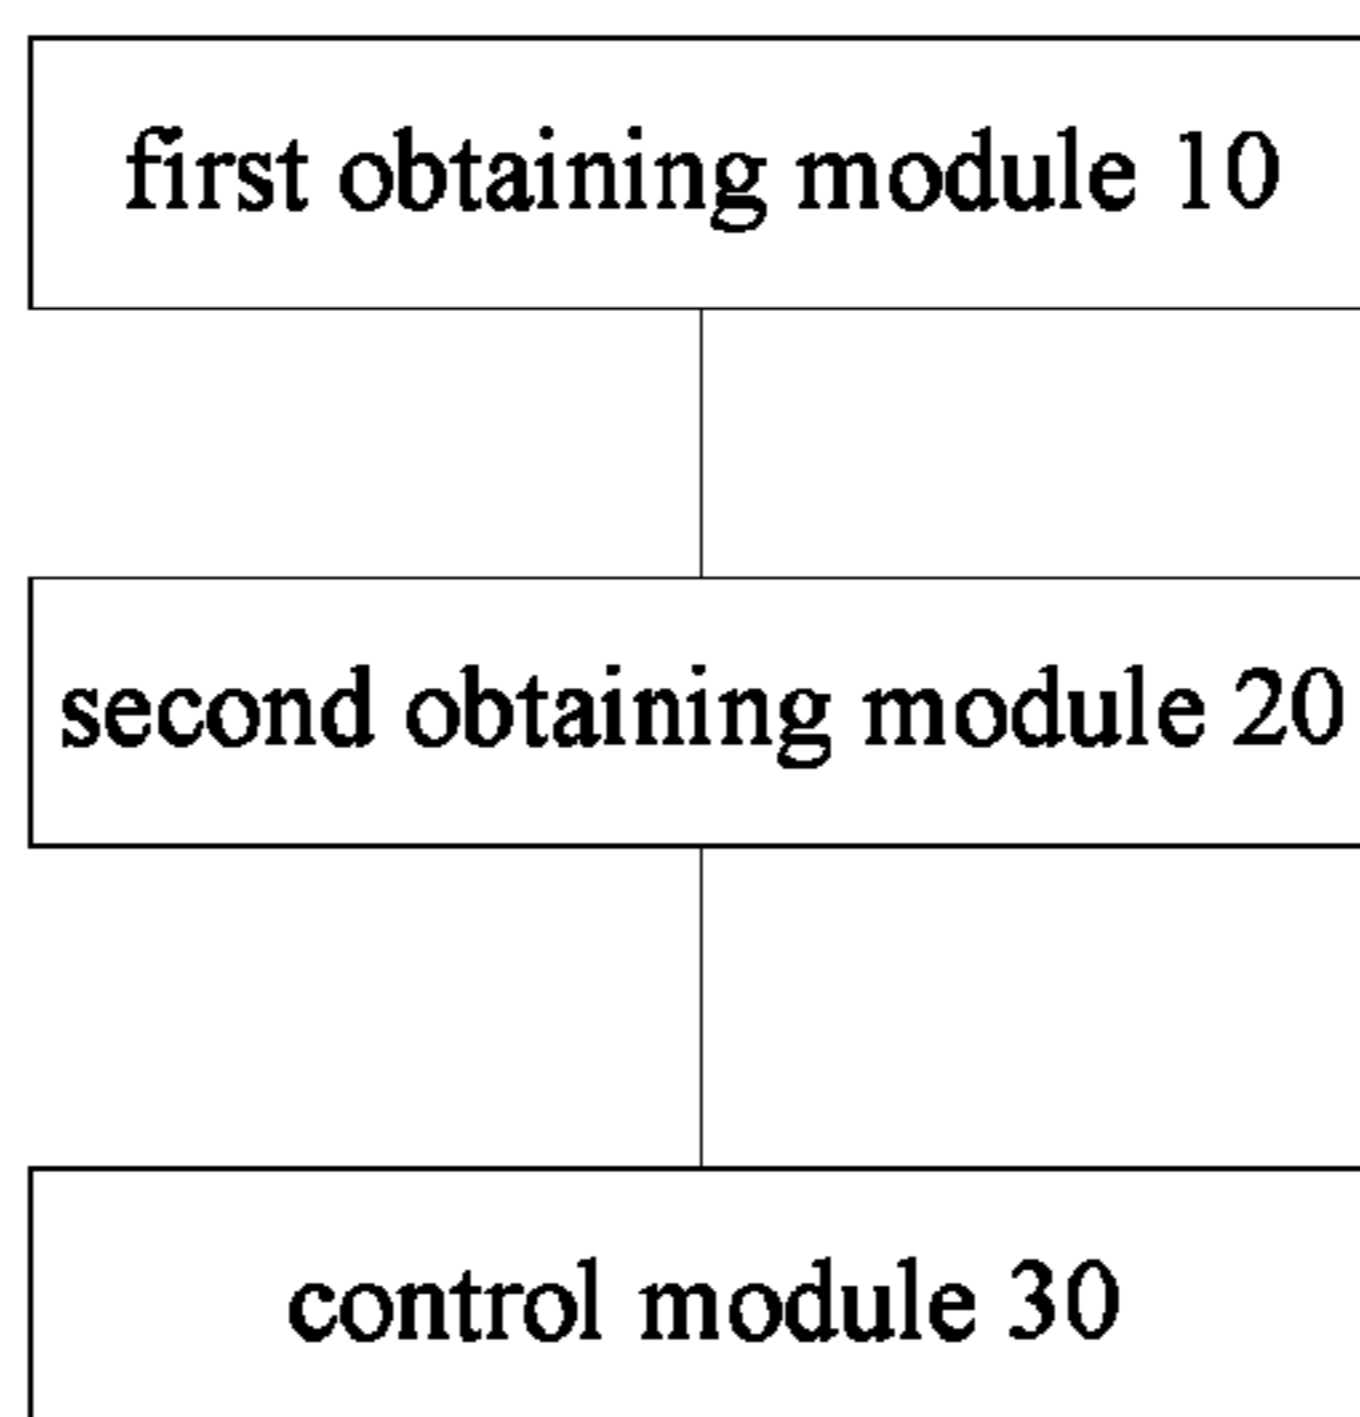 first obtaining module 10
second obtaining module 20
control module 30